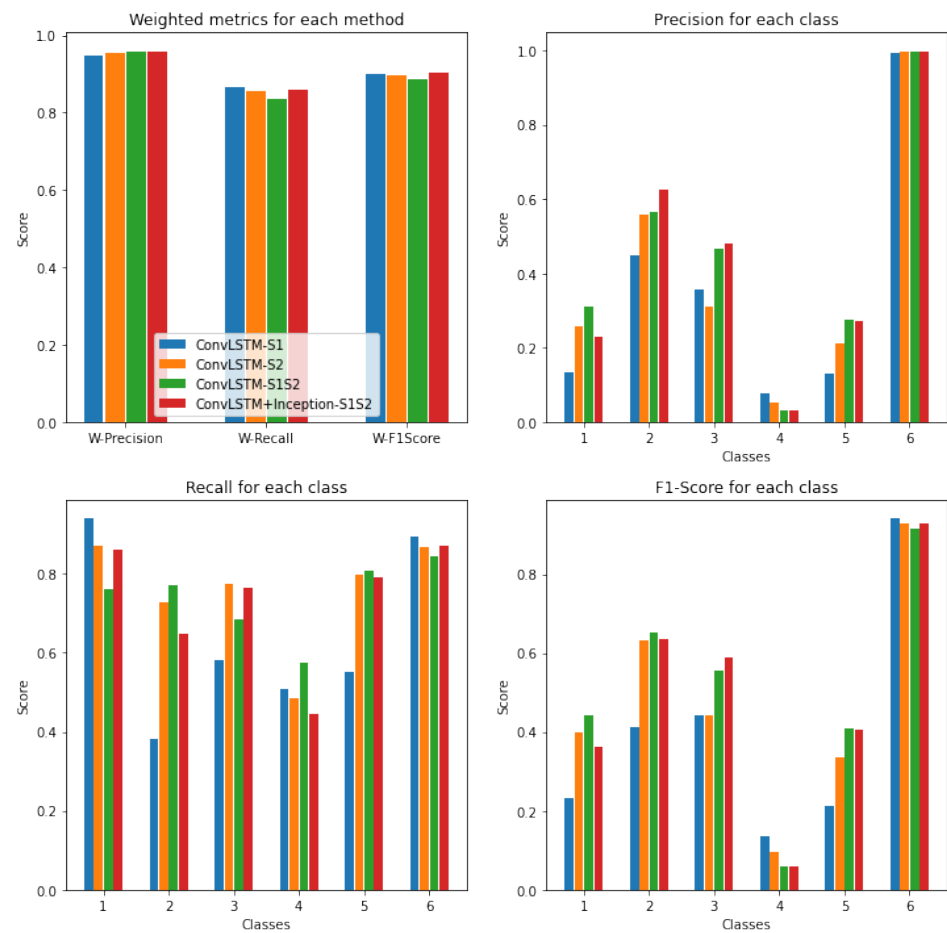 Weighted metrics for each method
1.0
0.8
0.6
0.4
0.2
0.0
Score
ConvLSTM-S1
ConvLSTM-S2
ConvLSTM-S1S2
ConvLSTM+Inception-S1S2
W-Precision W-Recall W-F1Score
Precision for each class
1.0
0.8
0.6
0.4
0.2
0.0
Score
1 2 3 4 5 6
Classes
Recall for each class
0.8
0.6
0.4
0.2
0.0
Score
1 2 3 4 5 6
Classes
F1-Score for each class
0.8
0.6
0.4
0.2
0.0
Score
1 2 3 4 5 6
Classes